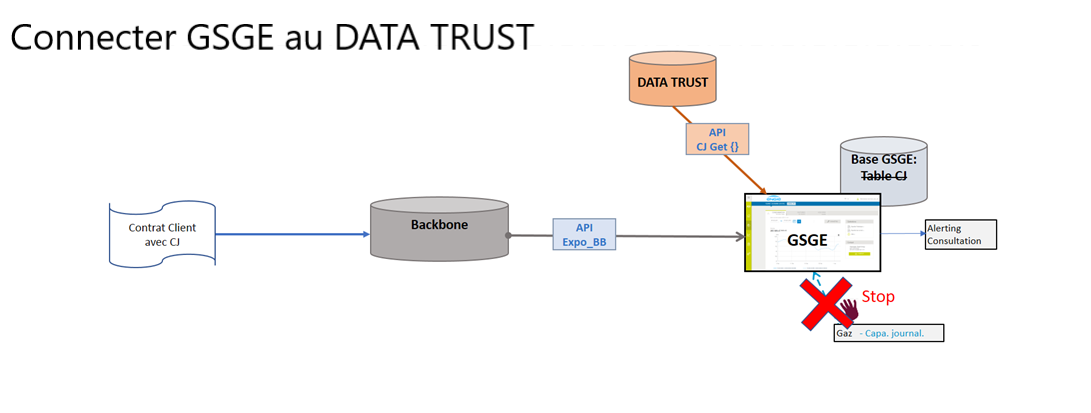 Connecter GSGE au DATA TRUST
DATA TRUST
API
CJ Get {}
Base GSGE:
Table CJ
Contrat Client
avec CJ
Backbone
API
Expo_BB
GSGE
Alerting
Consultation
Stop
Gaz - Capa. journal.